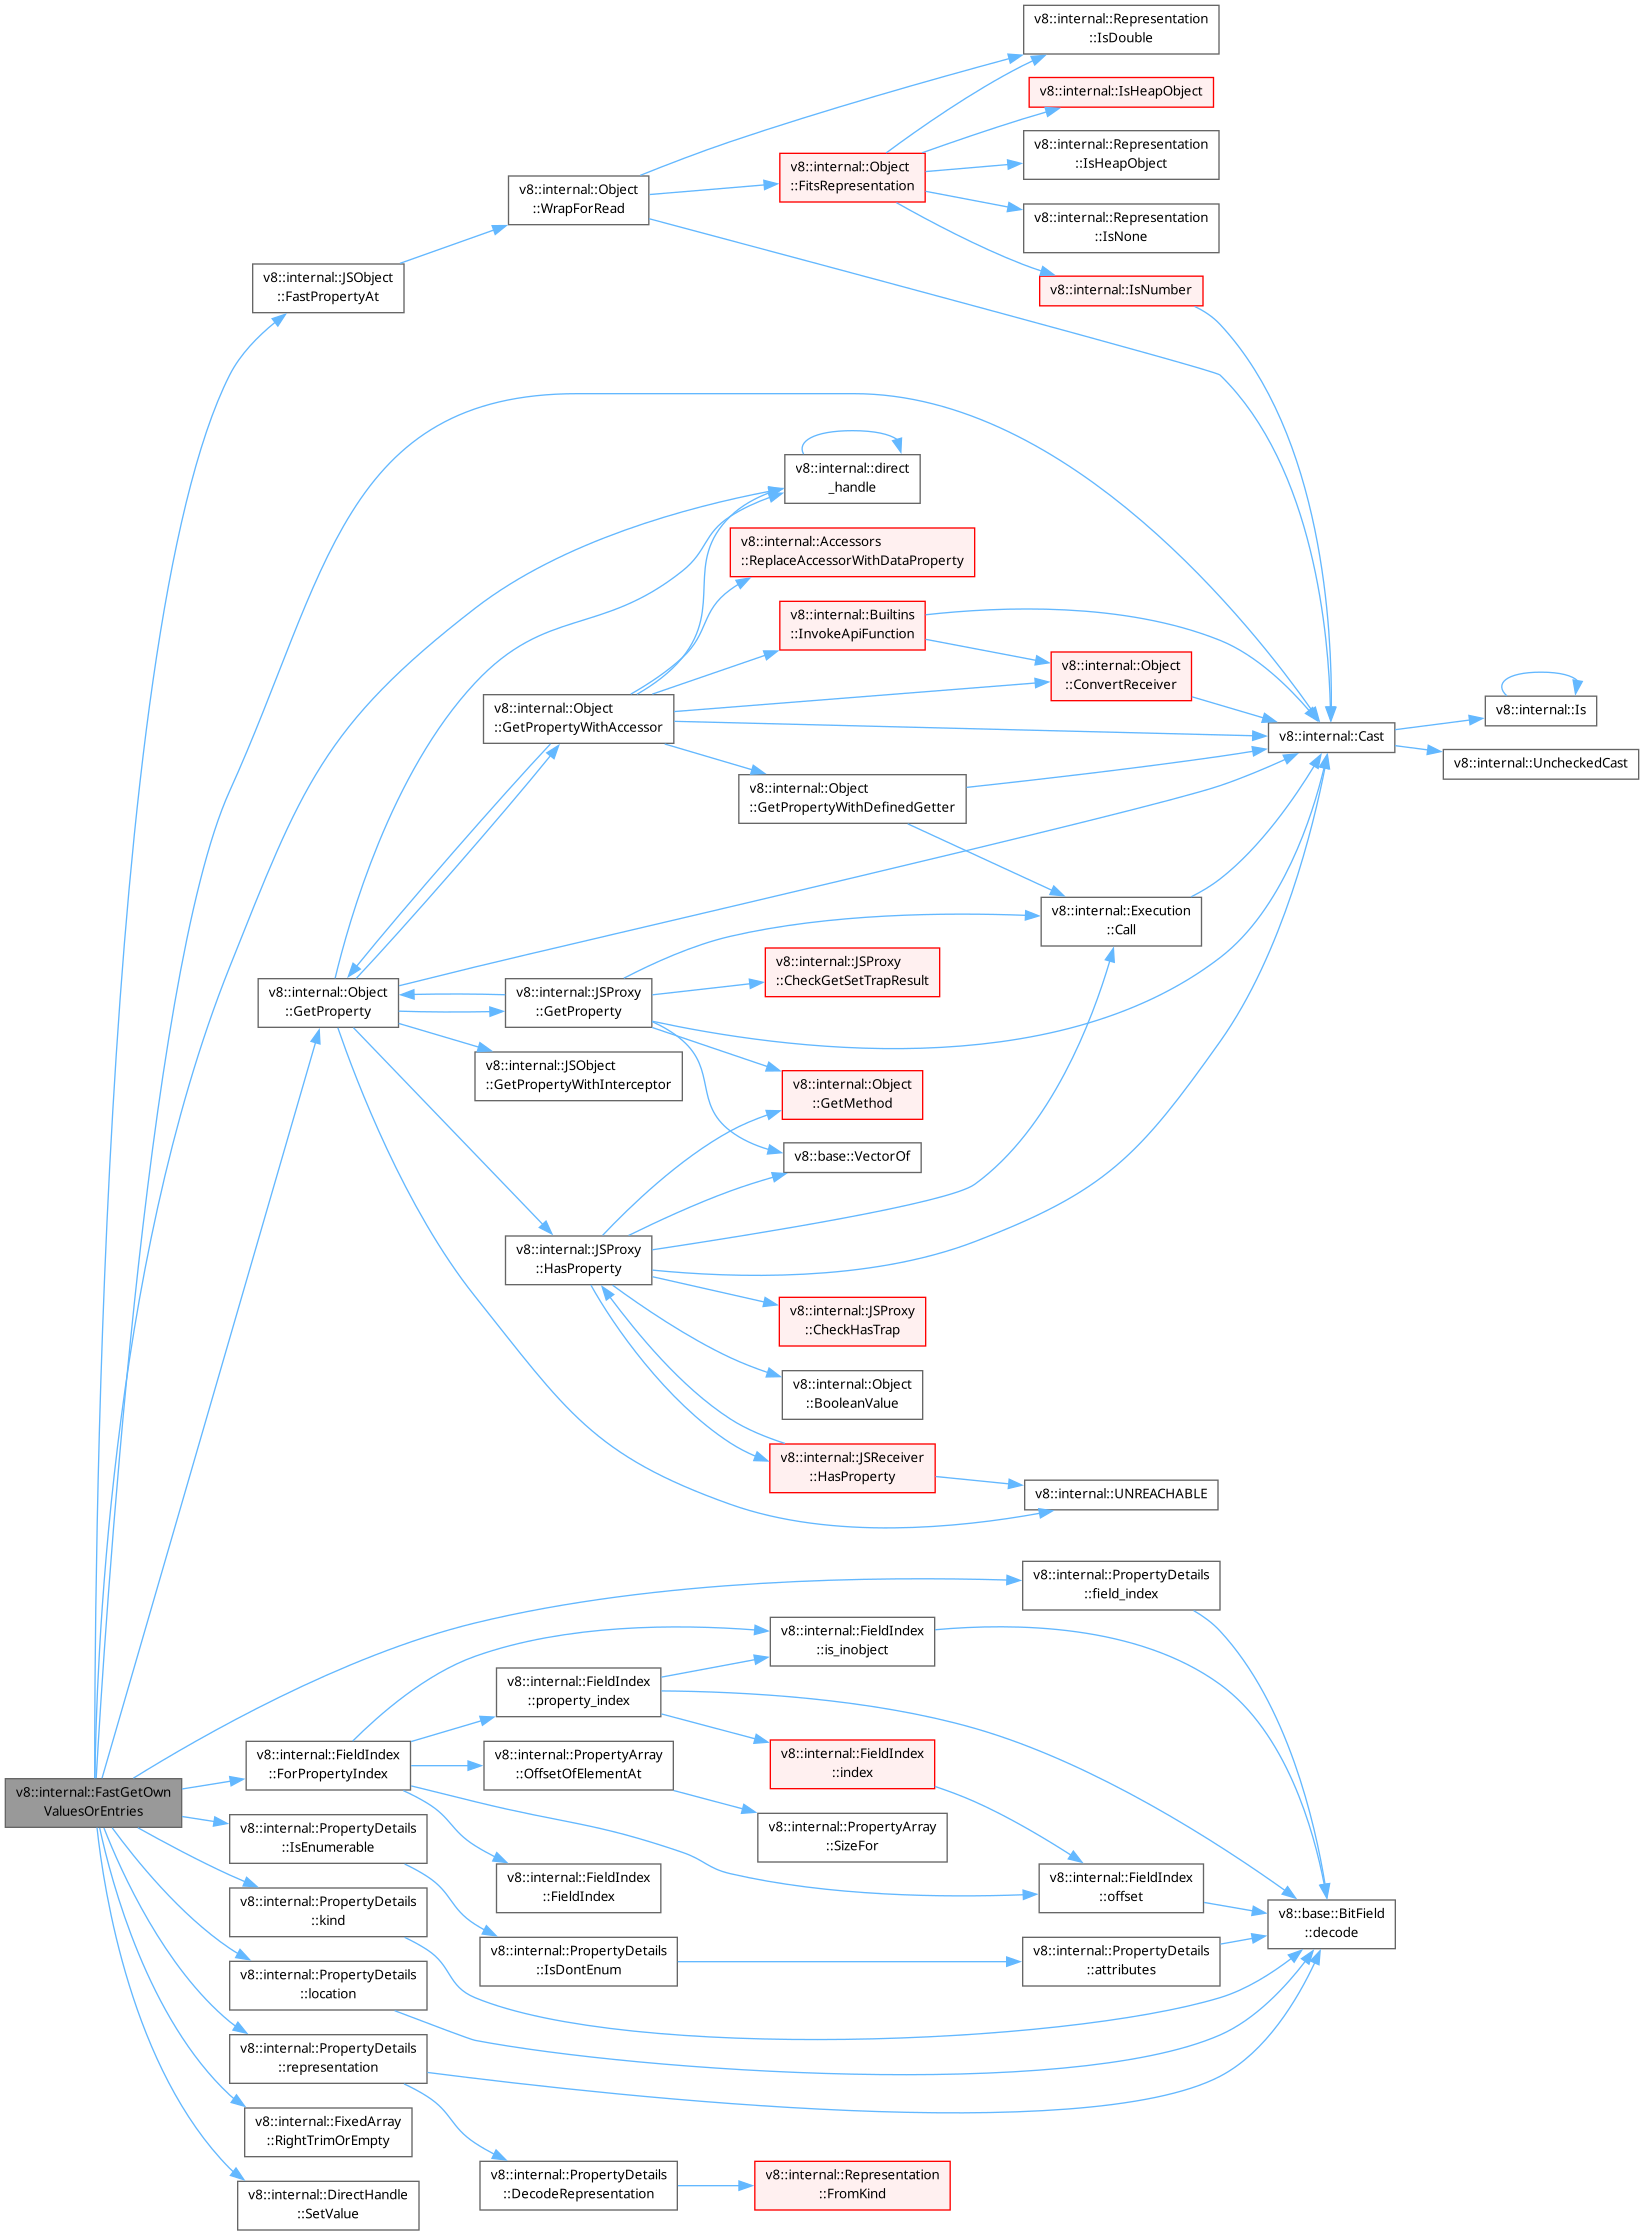 v8::internal::Representation
::IsDouble
v8::internal::IsHeapObject
v8::internal::Representation
::IsHeapObject
v8::internal::Object
::FitsRepresentation
v8::internal::Object
::WrapForRead
v8::internal::Representation
::IsNone
v8::internal::JSObject
::FastPropertyAt
v8::internal::IsNumber
v8::internal::direct
_handle
v8::internal::Accessors
::ReplaceAccessorWithDataProperty
v8::internal::Builtins
::InvokeApiFunction
v8::internal::Object
::ConvertReceiver
v8::internal::Object
::GetPropertyWithAccessor
v8::internal::Is
v8::internal::Cast
v8::internal::UncheckedCast
v8::internal::Object
::GetPropertyWithDefinedGetter
v8::internal::Execution
::Call
v8::internal::JSProxy
::CheckGetSetTrapResult
v8::internal::Object
::GetProperty
v8::internal::JSProxy
::GetProperty
v8::internal::JSObject
::GetPropertyWithInterceptor
v8::internal::Object
::GetMethod
v8::base::VectorOf
v8::internal::JSProxy
::HasProperty
v8::internal::JSProxy
::CheckHasTrap
v8::internal::Object
::BooleanValue
v8::internal::JSReceiver
::HasProperty
v8::internal::UNREACHABLE
v8::internal::PropertyDetails
::field_index
v8::internal::FieldIndex
::is_inobject
v8::internal::FieldIndex
::property_index
v8::internal::FieldIndex
::ForPropertyIndex
v8::internal::PropertyArray
::OffsetOfElementAt
v8::internal::FieldIndex
::index
v8::internal::FastGetOwn
ValuesOrEntries
v8::internal::PropertyDetails
::IsEnumerable
v8::internal::PropertyArray
::SizeFor
v8::internal::FieldIndex
::FieldIndex
v8::internal::FieldIndex
::offset
v8::internal::PropertyDetails
::kind
v8::base::BitField
::decode
v8::internal::PropertyDetails
::IsDontEnum
v8::internal::PropertyDetails
::attributes
v8::internal::PropertyDetails
::location
v8::internal::PropertyDetails
::representation
v8::internal::FixedArray
::RightTrimOrEmpty
v8::internal::PropertyDetails
::DecodeRepresentation
v8::internal::Representation
::FromKind
v8::internal::DirectHandle
::SetValue